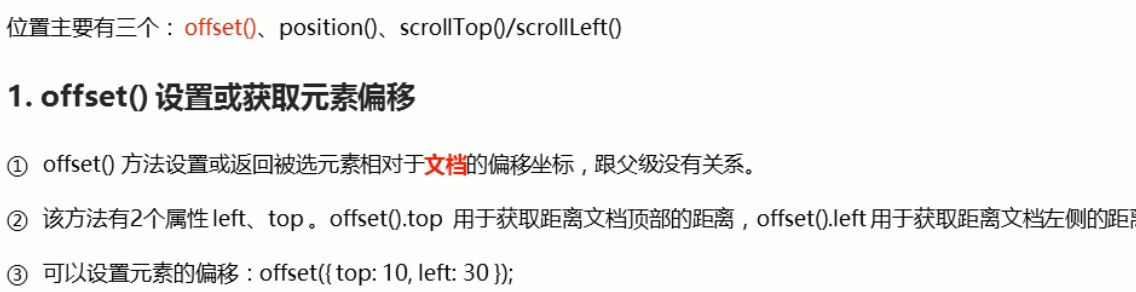 位置主要有三个：offset()、position()、scrollTop()/scrollLeft()
1. offset() 设置或获取元素偏移
① offset() 方法设置或返回被选元素相对于文档的偏移坐标，跟父级没有关系。
② 该方法有2个属性 left、top 。offset().top 用于获取距离文档顶部的距离，offset().left 用于获取距离文档左侧的距
③ 可以设置元素的偏移：offset({ top: 10, left: 30 });